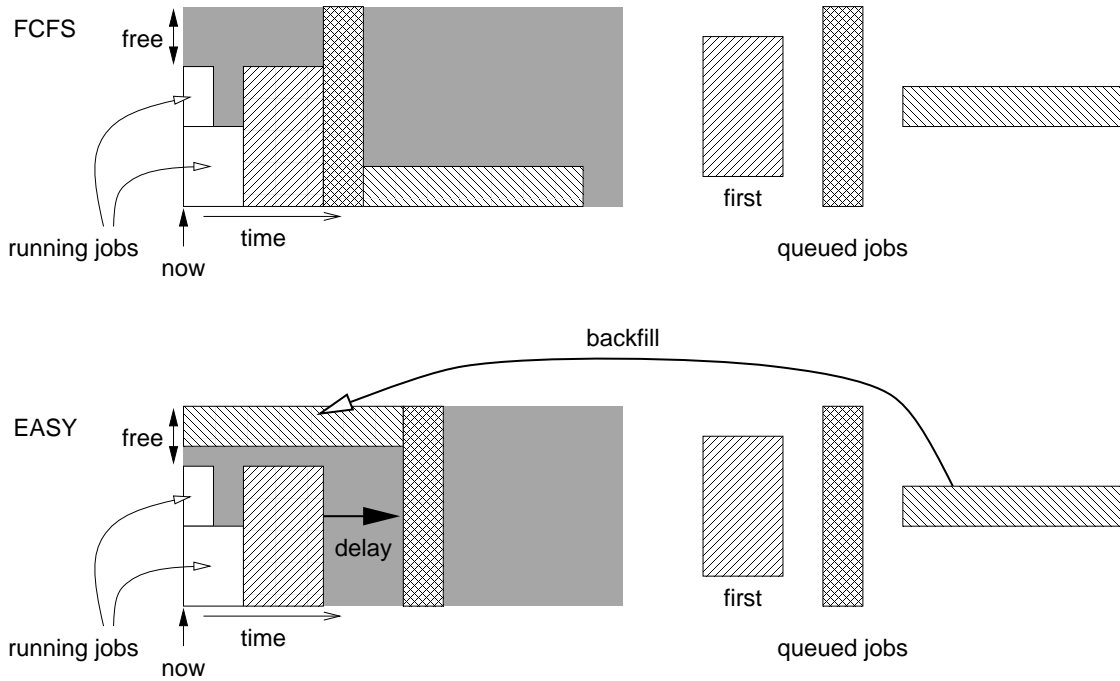 FCFS
free
first
time
running jobs
queued jobs
now
backfill
EASY
free
delay
first
time
running jobs
queued jobs
now